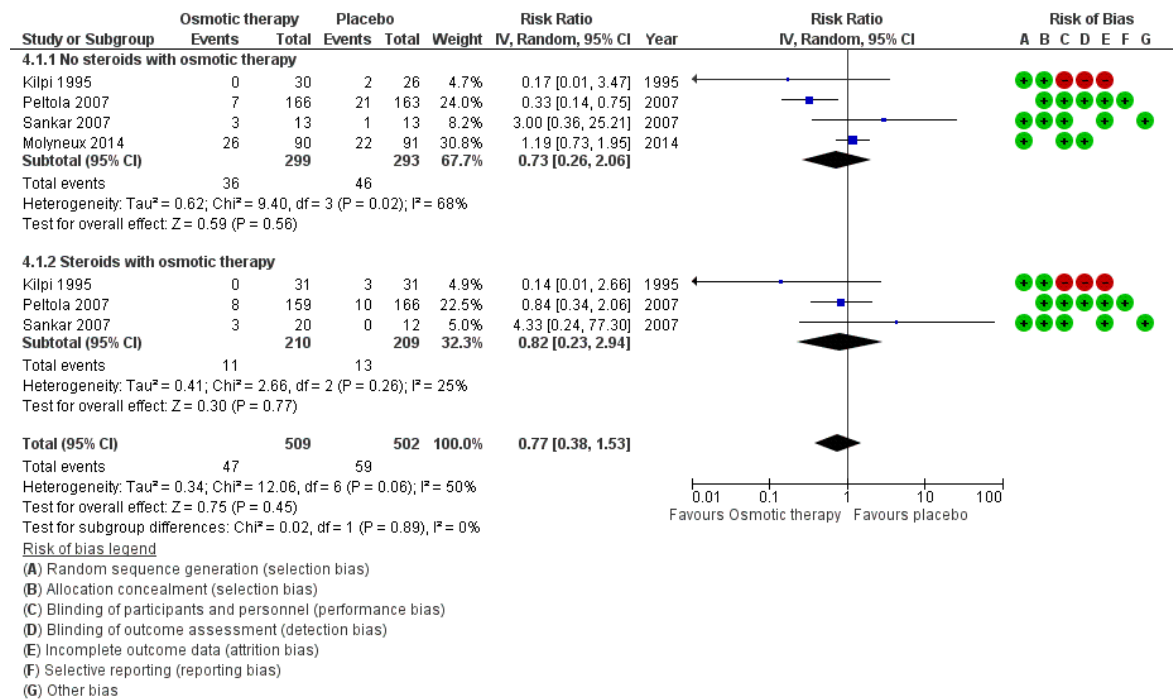 Osmotic therapy Placebo Risk Ratio Risk Ratio Risk of Bias
Study or Subgroup Events Total Events Total Weight IV, Random, 95% CI Year IV, Random, 95% CI A B C D E F G
4.1.1 No steroids with osmotic therapy
Kilpi 1995 0 30 2 26 4.7% 0.17 [0.01, 3.47] 1995 + + - - -
Peltola 2007 7 166 21 163 24.0% 0.33 [0.14, 0.75] 2007 + + + + +
Sankar 2007 3 13 1 13 8.2% 3.00 [0.36, 25.21] 2007 + + + + +
Molyneux 2014 26 90 22 91 30.8% 1.19 [0.73, 1.95] 2014 + + +
Subtotal (95% CI) 299 293 67.7% 0.73 [0.26, 2.06]
Total events 36 46
Heterogeneity: Tau² = 0.62; Chi² = 9.40, df = 3 (P = 0.02); I² = 68%
Test for overall effect: Z = 0.59 (P = 0.56)
4.1.2 Steroids with osmotic therapy
Kilpi 1995 0 31 3 31 4.9% 0.14 [0.01, 2.66] 1995 + + - - -
Peltola 2007 8 159 10 166 22.5% 0.84 [0.34, 2.06] 2007 + + + + +
Sankar 2007 3 20 0 12 5.0% 4.33 [0.24, 77.30] 2007 + + + + +
Subtotal (95% CI) 210 209 32.3% 0.82 [0.23, 2.94]
Total events 11 13
Heterogeneity: Tau² = 0.41; Chi² = 2.66, df = 2 (P = 0.26); I² = 25%
Test for overall effect: Z = 0.30 (P = 0.77)
Total (95% CI) 509 502 100.0% 0.77 [0.38, 1.53]
Total events 47 59
Heterogeneity: Tau² = 0.34; Chi² = 12.06, df = 6 (P = 0.06); I² = 50%
Test for overall effect: Z = 0.75 (P = 0.45)
Test for subgroup differences: Chi² = 0.02, df = 1 (P = 0.89), I² = 0%
0.01 0.1 1 10 100
Favours Osmotic therapy Favours placebo
Risk of bias legend
(A) Random sequence generation (selection bias)
(B) Allocation concealment (selection bias)
(C) Blinding of participants and personnel (performance bias)
(D) Blinding of outcome assessment (detection bias)
(E) Incomplete outcome data (attrition bias)
(F) Selective reporting (reporting bias)
(G) Other bias